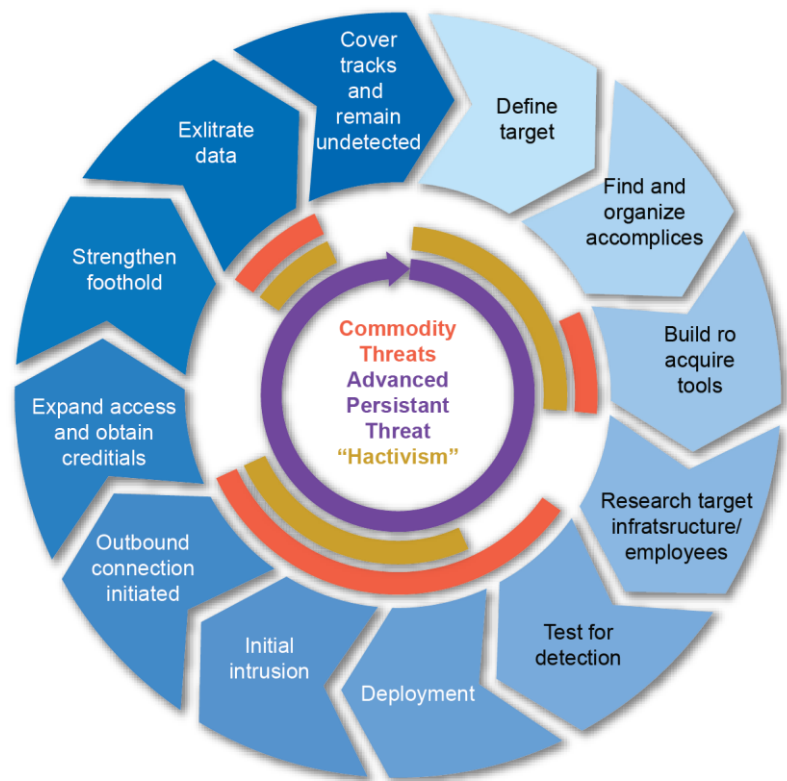 Cover
tracks
and
remain
undetected
Define
target
Find and
organize
accomplices
Build ro
acquire
tools
Research target
infratsructure/
employees
Test for
detection
Deployment
Initial
intrusion
Outbound
connection
initiated
Expand access
and obtain
creditials
Strengthen
foothold
Exlitrate
data
Commodity
Threats
Advanced
Persistant
Threat
“Hactivism”